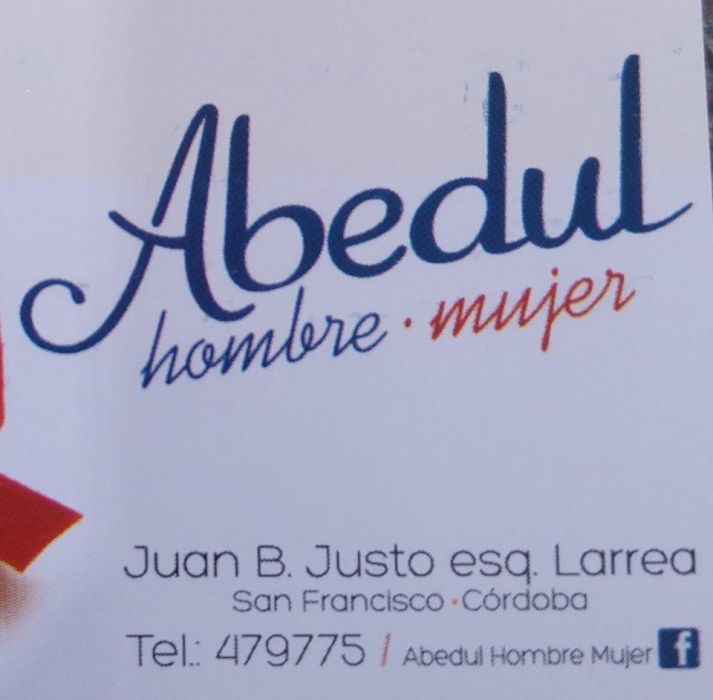 Abedul
hombre · mujer
Juan B. Justo esq. Larrea
San Francisco · Córdoba
Tel.: 479775 / Abedul Hombre Mujer f